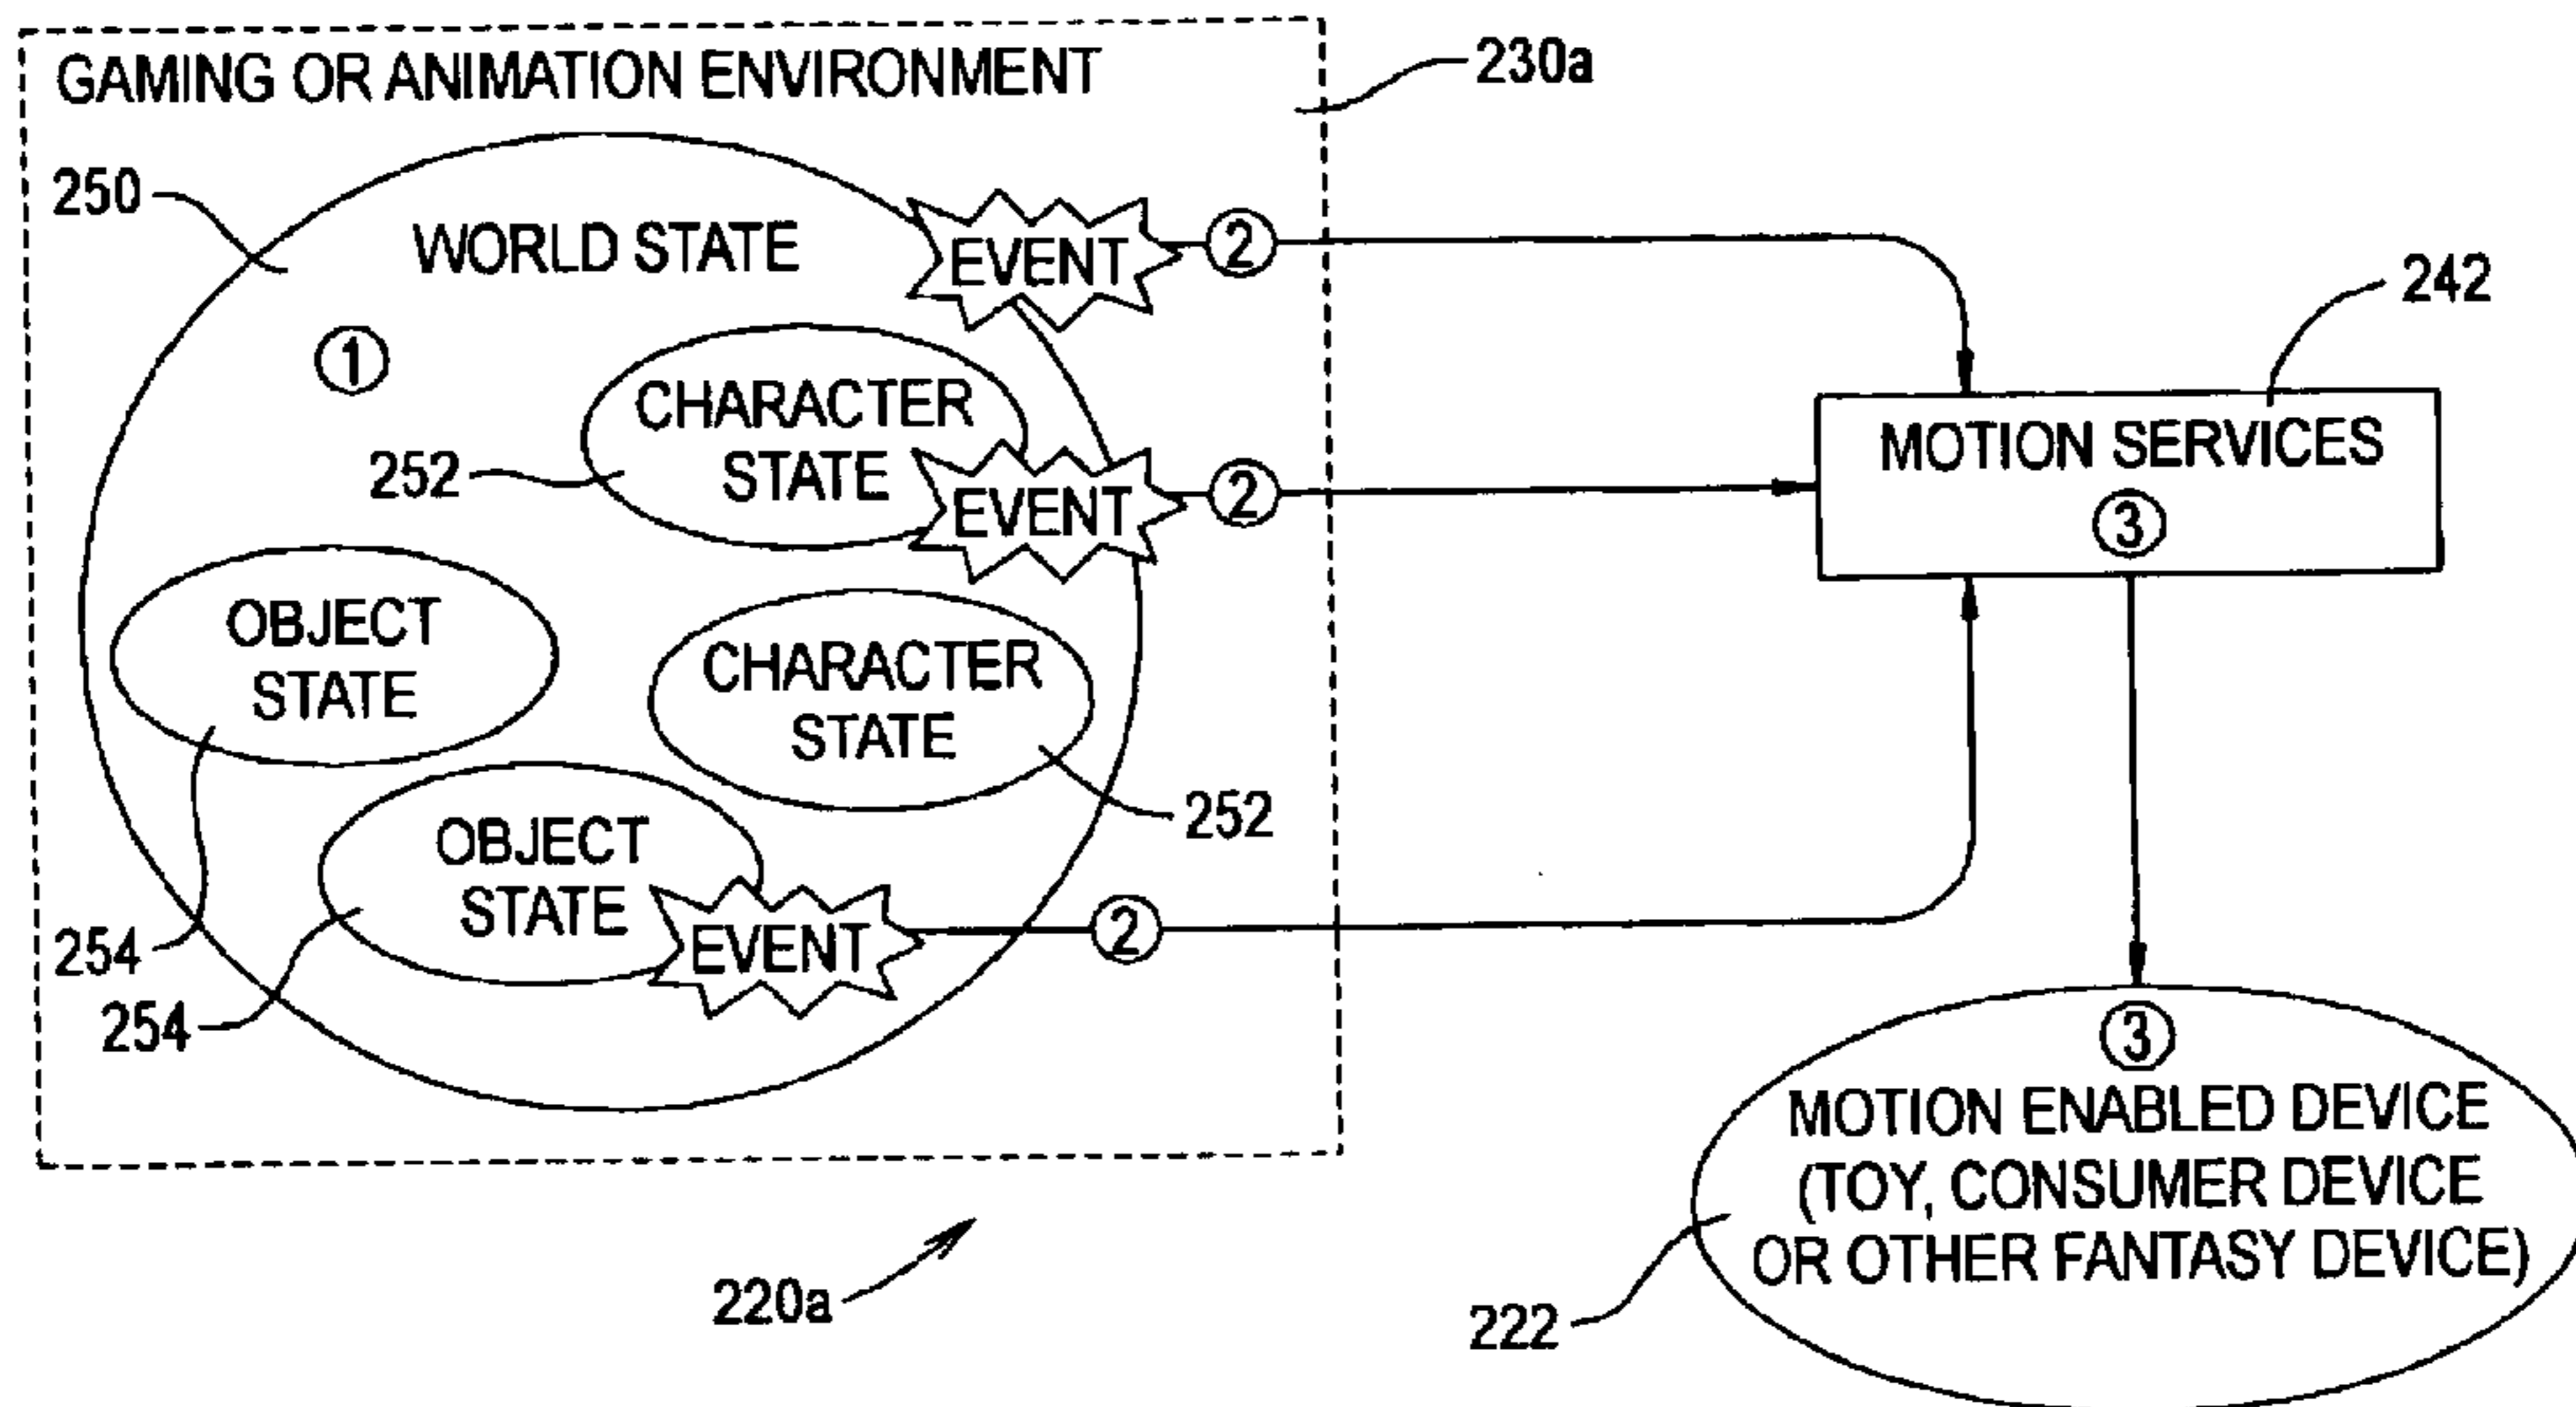 GAMING OR ANIMATION ENVIRONMENT
230a
250
WORLD STATE
EVENT
2
242
1
CHARACTER
STATE
252
EVENT
2
MOTION SERVICES
3
OBJECT
STATE
CHARACTER
STATE
252
OBJECT
STATE
EVENT
2
254
254
3
MOTION ENABLED DEVICE
(TOY, CONSUMER DEVICE
OR OTHER FANTASY DEVICE)
220a
222